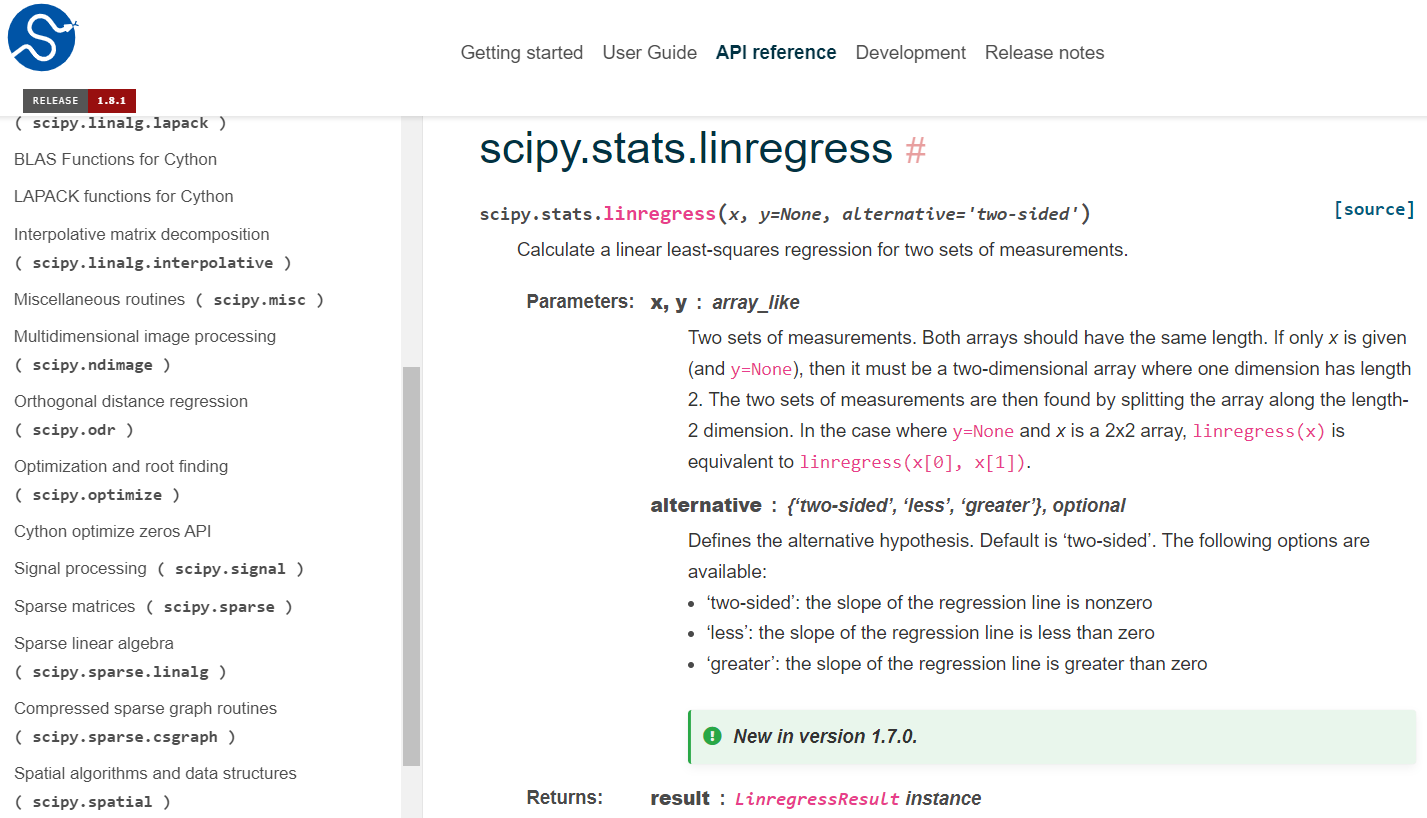 Getting started User Guide API reference Development Release notes
RELEASE 1.8.1
( scipy.linalg.lapack )
BLAS Functions for Cython
LAPACK functions for Cython
Interpolative matrix decomposition
( scipy.linalg.interpolative )
Miscellaneous routines ( scipy.misc )
Multidimensional image processing
( scipy.ndimage )
Orthogonal distance regression
( scipy.odr )
Optimization and root finding
( scipy.optimize )
Cython optimize zeros API
Signal processing ( scipy.signal )
Sparse matrices ( scipy.sparse )
Sparse linear algebra
( scipy.sparse.linalg )
Compressed sparse graph routines
( scipy.sparse.csgraph )
Spatial algorithms and data structures
( scipy.spatial )
scipy.stats.linregress #
scipy.stats.linregress(x, y=None, alternative='two-sided') [source]
Calculate a linear least-squares regression for two sets of measurements.
Parameters: x, y : array_like
Two sets of measurements. Both arrays should have the same length. If only x is given
(and y=None), then it must be a two-dimensional array where one dimension has length
2. The two sets of measurements are then found by splitting the array along the length-
2 dimension. In the case where y=None and x is a 2x2 array, linregress(x) is
equivalent to linregress(x[0], x[1]).
alternative : {‘two-sided’, ‘less’, ‘greater’}, optional
Defines the alternative hypothesis. Default is ‘two-sided’. The following options are
available:
• ‘two-sided’: the slope of the regression line is nonzero
• ‘less’: the slope of the regression line is less than zero
• ‘greater’: the slope of the regression line is greater than zero
New in version 1.7.0.
Returns: result : LinregressResult instance